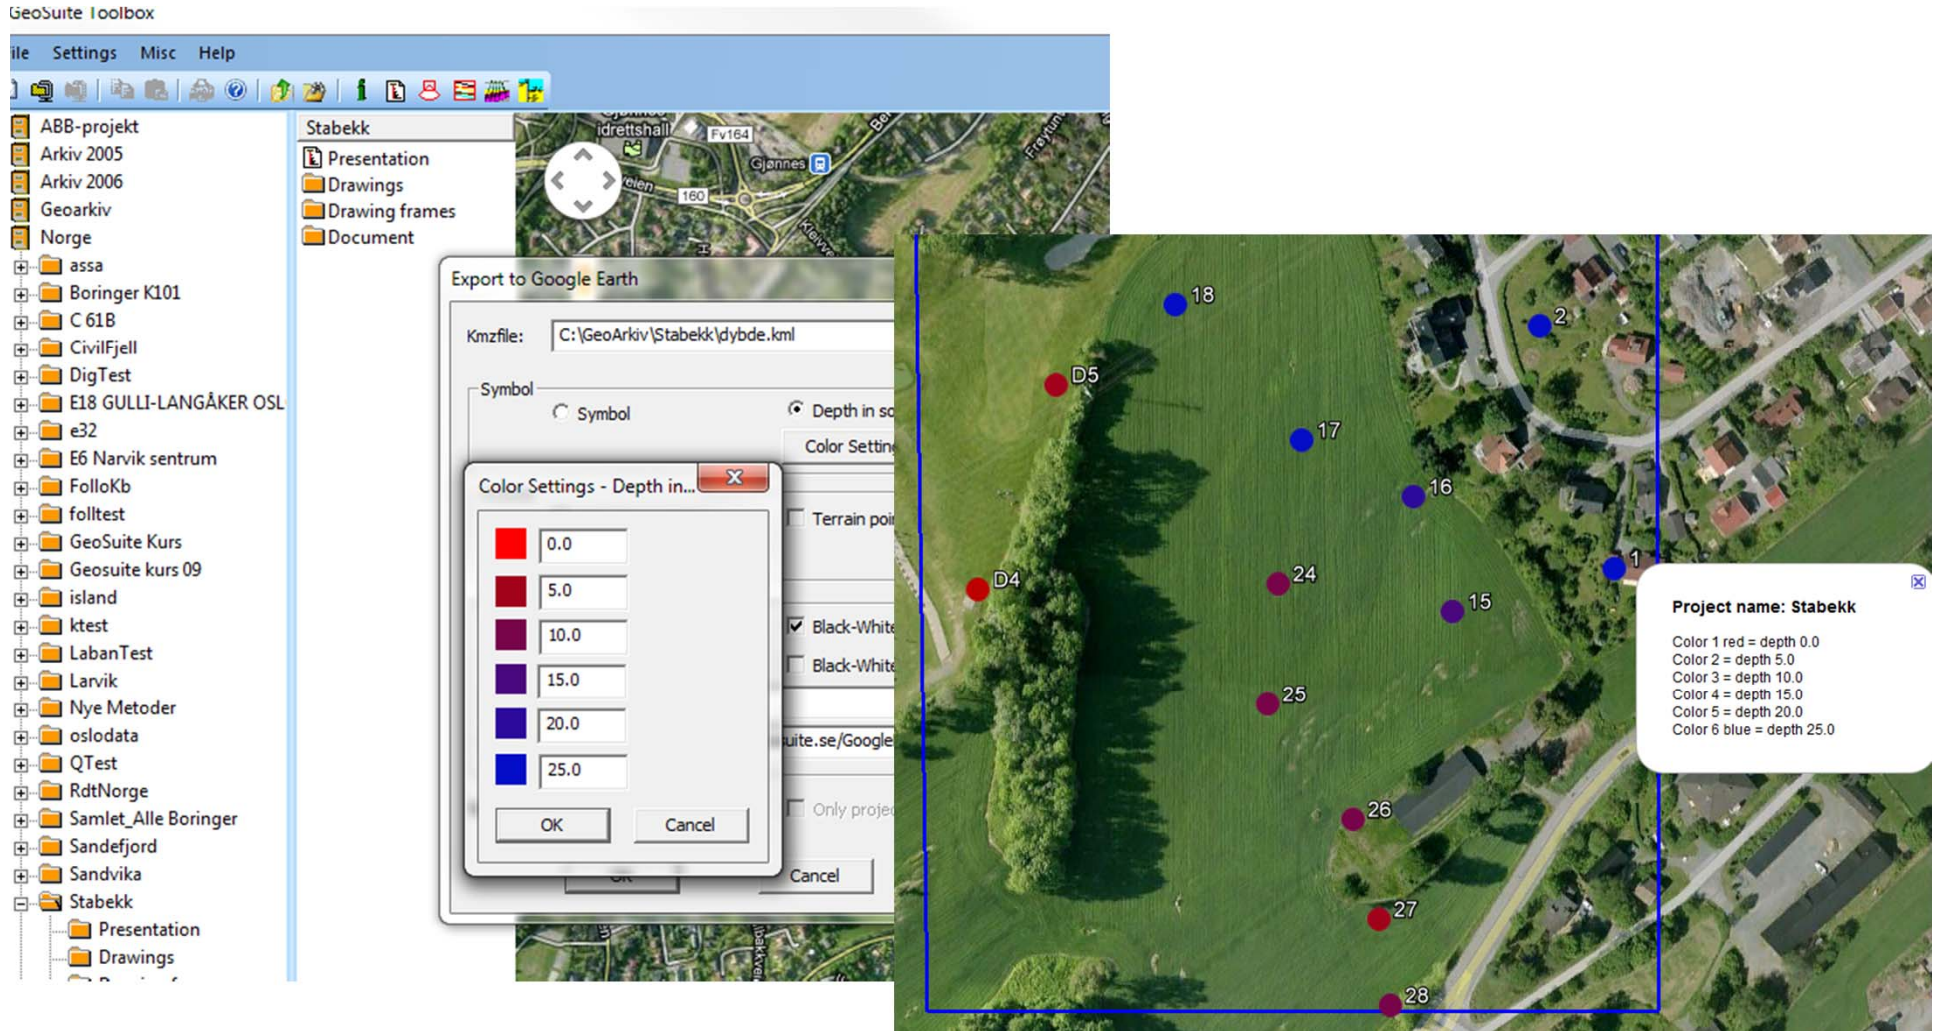 GeoSuite Toolbox
File Settings Misc Help
ABB-projekt
Arkiv 2005
Arkiv 2006
Geoarkiv
Norge
assa
Boringer K101
C 61B
CivilFjell
DigTest
E18 GULLI-LANGÅKER OSL
e32
E6 Narvik sentrum
FolloKb
folltest
GeoSuite Kurs
Geosuite kurs 09
island
ktest
LabanTest
Larvik
Nye Metoder
oslodata
QTest
RdtNorge
Samlet_Alle Boringer
Sandefjord
Sandvika
Stabekk
Presentation
Drawings
Stabekk
Presentation
Drawings
Drawing frames
Document
idrettshall
Fv164
Gjønnes
160
Export to Google Earth
Kmzfile: C:\GeoArkiv\Stabekk\dybde.kml
Symbol
Symbol
Depth in so
Color Settin
Terrain poi
Black-White
Black-White
suite.se/Google
Only projec
OK
Cancel
Color Settings - Depth in...
0.0
5.0
10.0
15.0
20.0
25.0
OK Cancel
18
2
D5
17
16
1
24
D4
15
25
26
27
28
Project name: Stabekk
Color 1 red = depth 0.0
Color 2 = depth 5.0
Color 3 = depth 10.0
Color 4 = depth 15.0
Color 5 = depth 20.0
Color 6 blue = depth 25.0